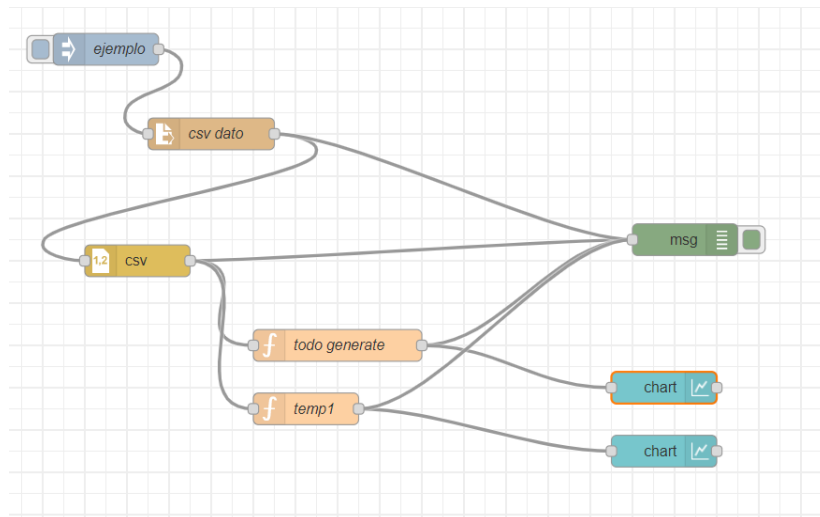 ejemplo
csv dato
msg
1,2 csv
todo generate
chart
temp1
chart